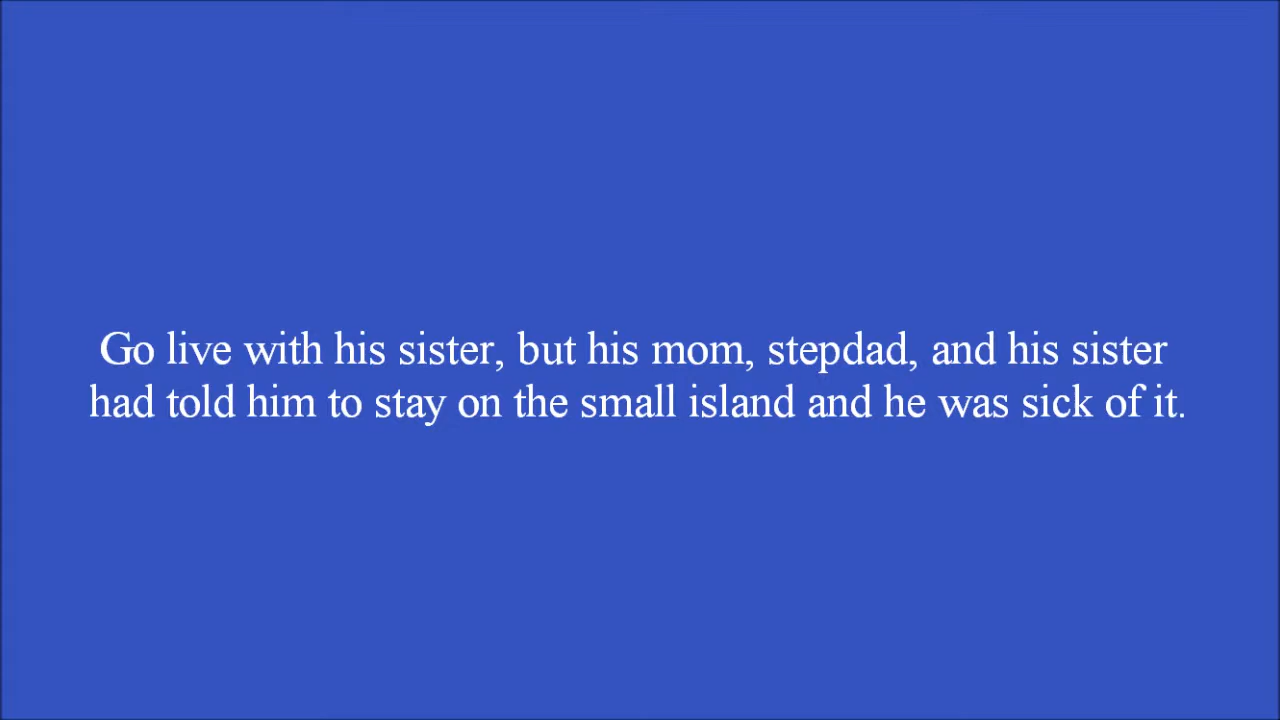 Go live with his sister, but his mom, stepdad, and his sister
had told him to stay on the small island and he was sick of it.